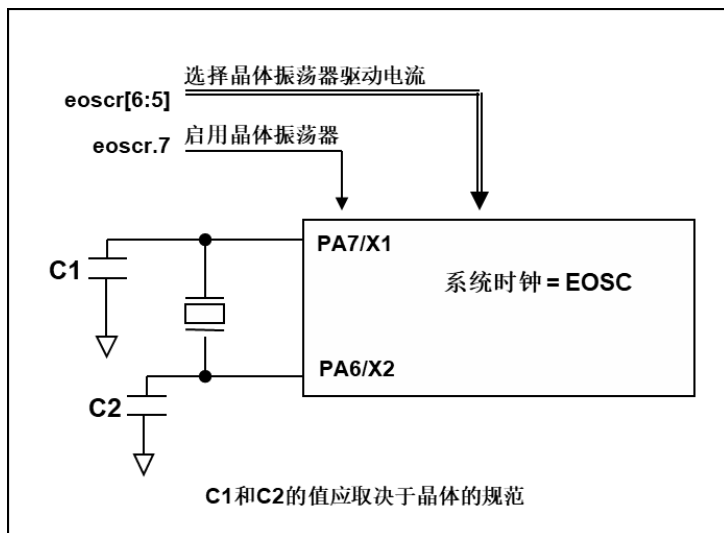 选择晶体振荡器驱动电流
eoscr[6:5]
eoscr.7 启用晶体振荡器
PA7/X1
C1
系统时钟 = EOSC
PA6/X2
C2
C1和C2的值应取决于晶体的规范